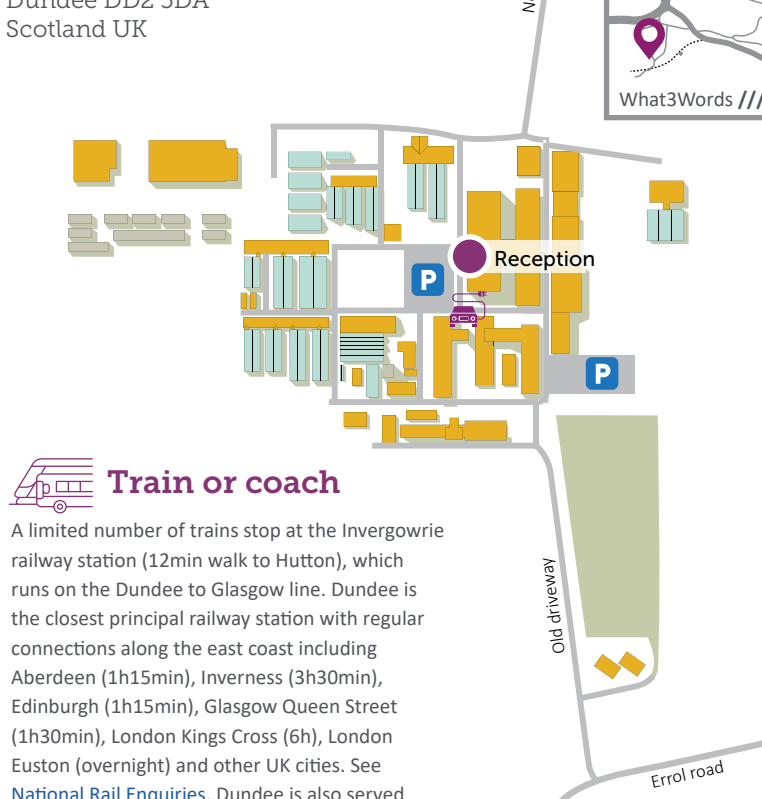 Dundee DD2 5DA
Scotland UK
What3Words ///
Reception
P
P
Train or coach
A limited number of trains stop at the Invergowrie
railway station (12min walk to Hutton), which
runs on the Dundee to Glasgow line. Dundee is
the closest principal railway station with regular
connections along the east coast including
Aberdeen (1h15min), Inverness (3h30min),
Edinburgh (1h15min), Glasgow Queen Street
(1h30min), London Kings Cross (6h), London
Euston (overnight) and other UK cities. See
National Rail Enquiries. Dundee is also served
Old driveway
Errol road